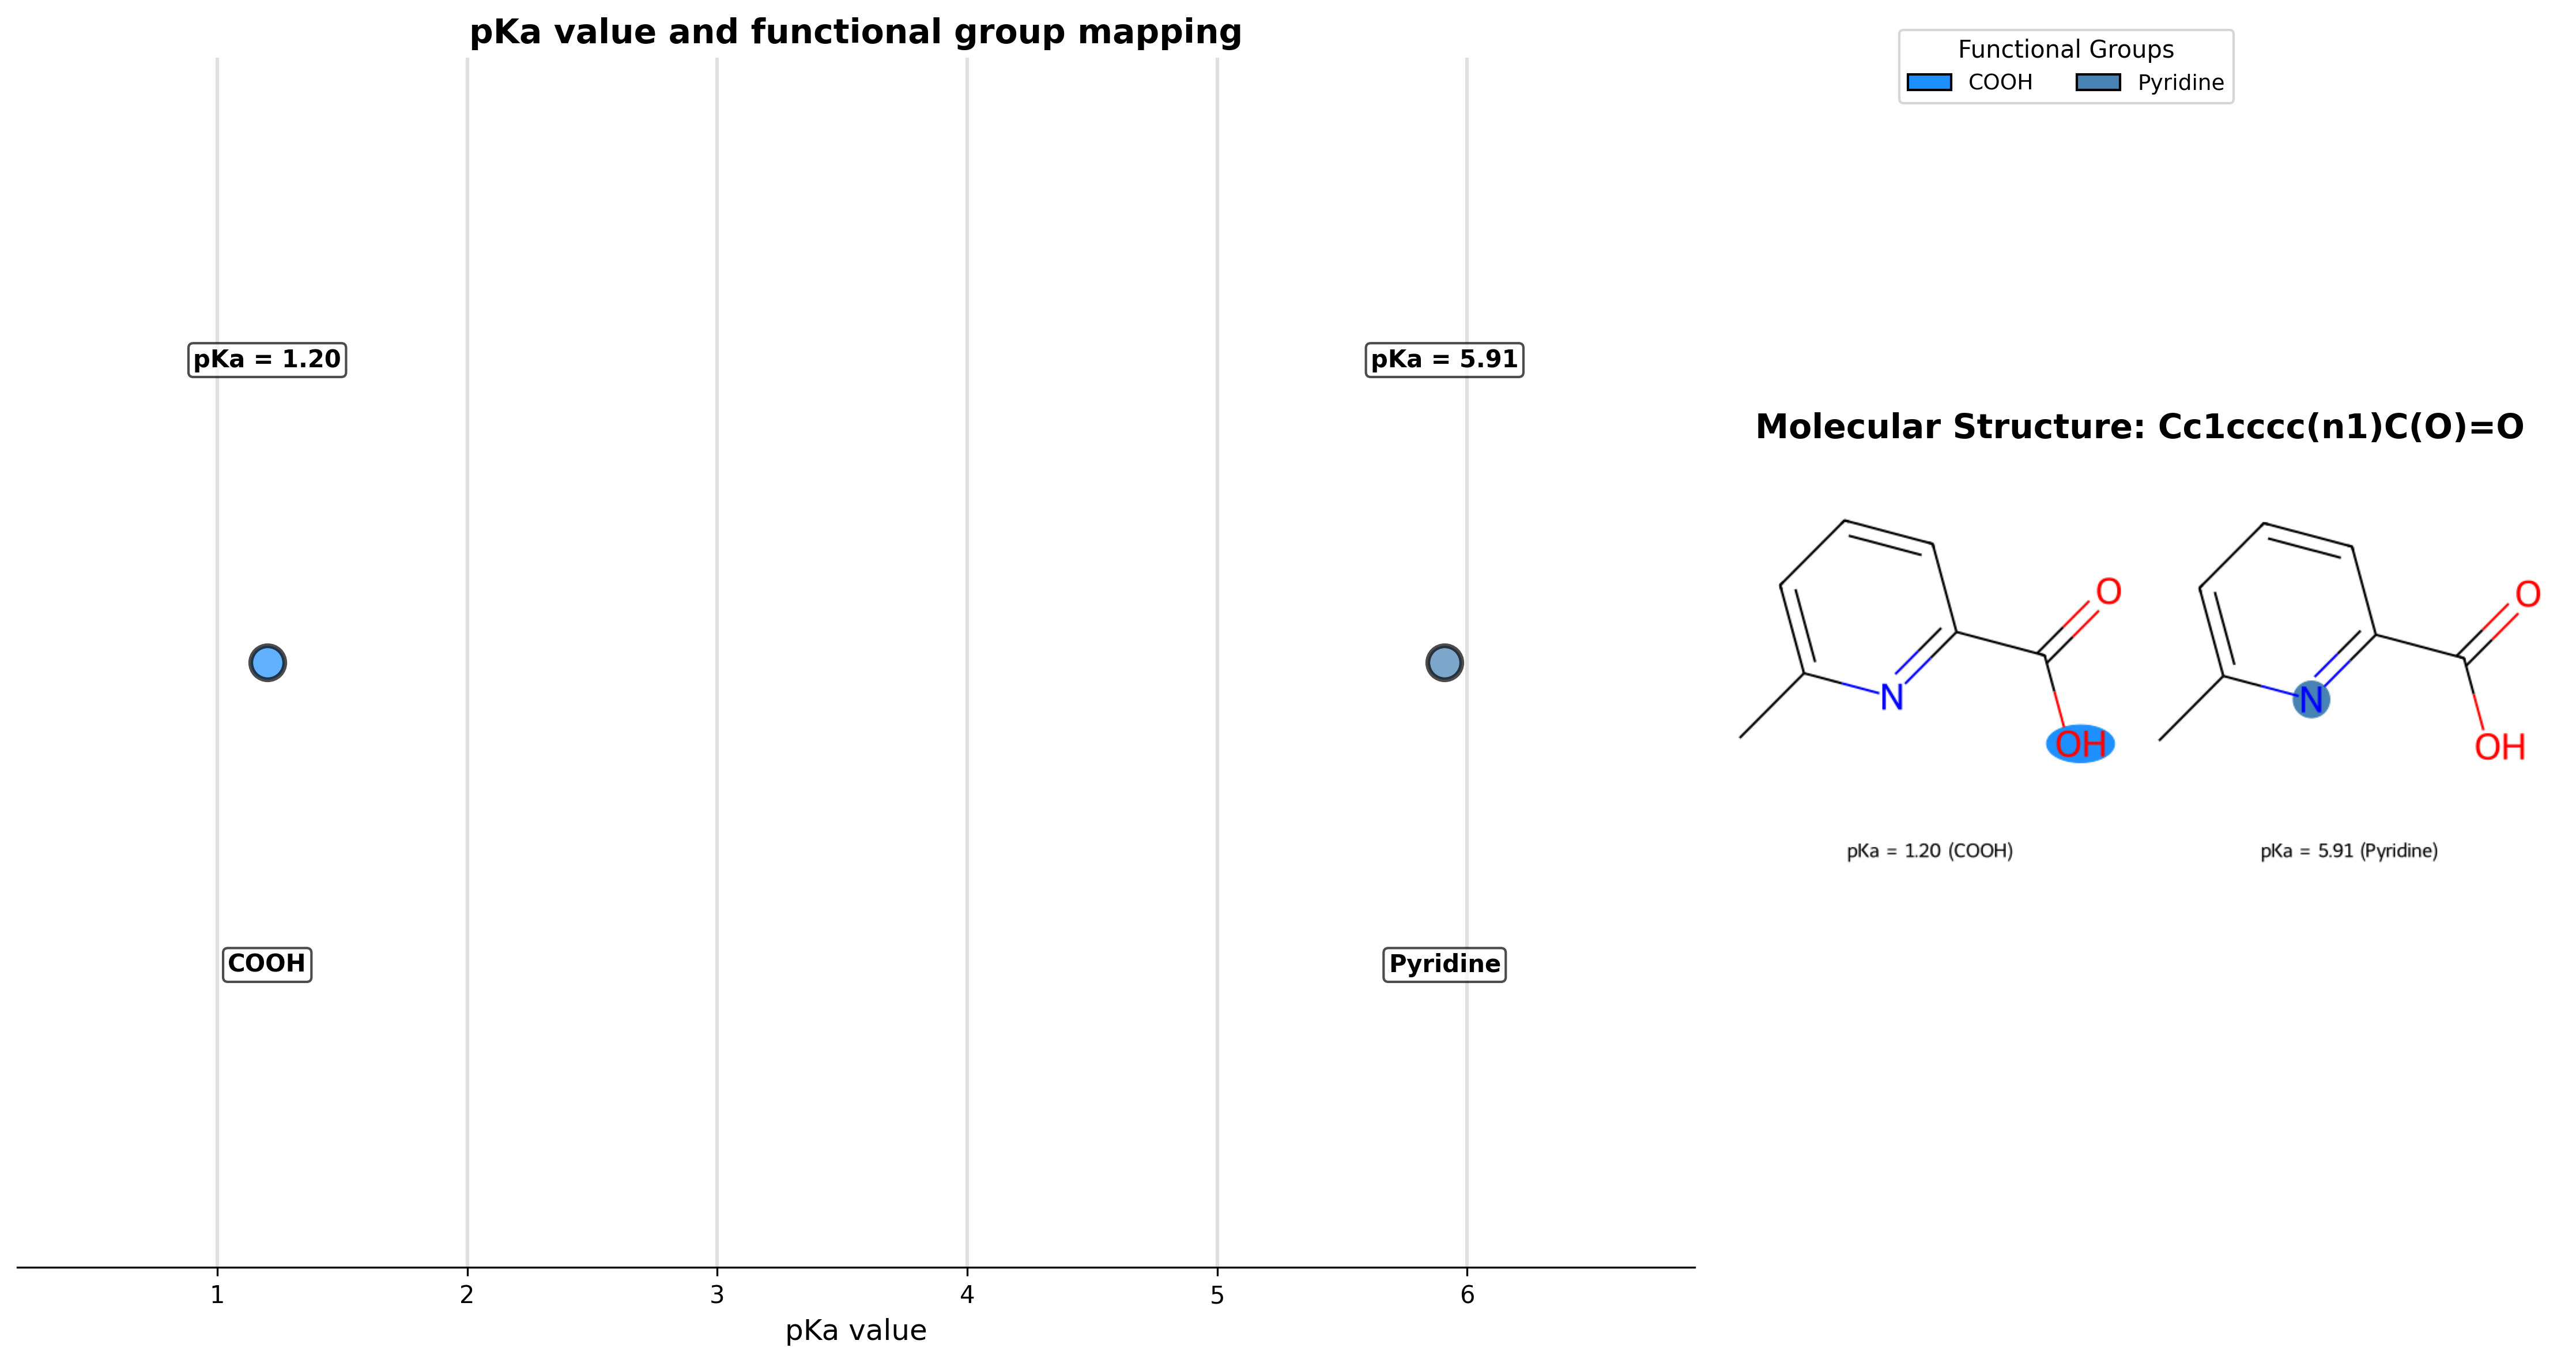 pKa value and functional group mapping
pKa = 1.20
pKa = 5.91
COOH
Pyridine
1 2 3 4 5 6
pKa value
Functional Groups
COOH Pyridine
Molecular Structure: Cc1cccc(n1)C(O)=O
O
N
OH
O
N
OH
pKa = 1.20 (COOH)
pKa = 5.91 (Pyridine)